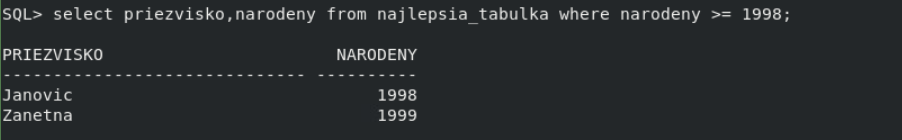 SQL> select priezvisko,narodeny from najlepsia_tabulka where narodeny >= 1998;
PRIEZVISKO                       NARODENY
------------------------------ ----------
Janovic                              1998
Zanetna                              1999